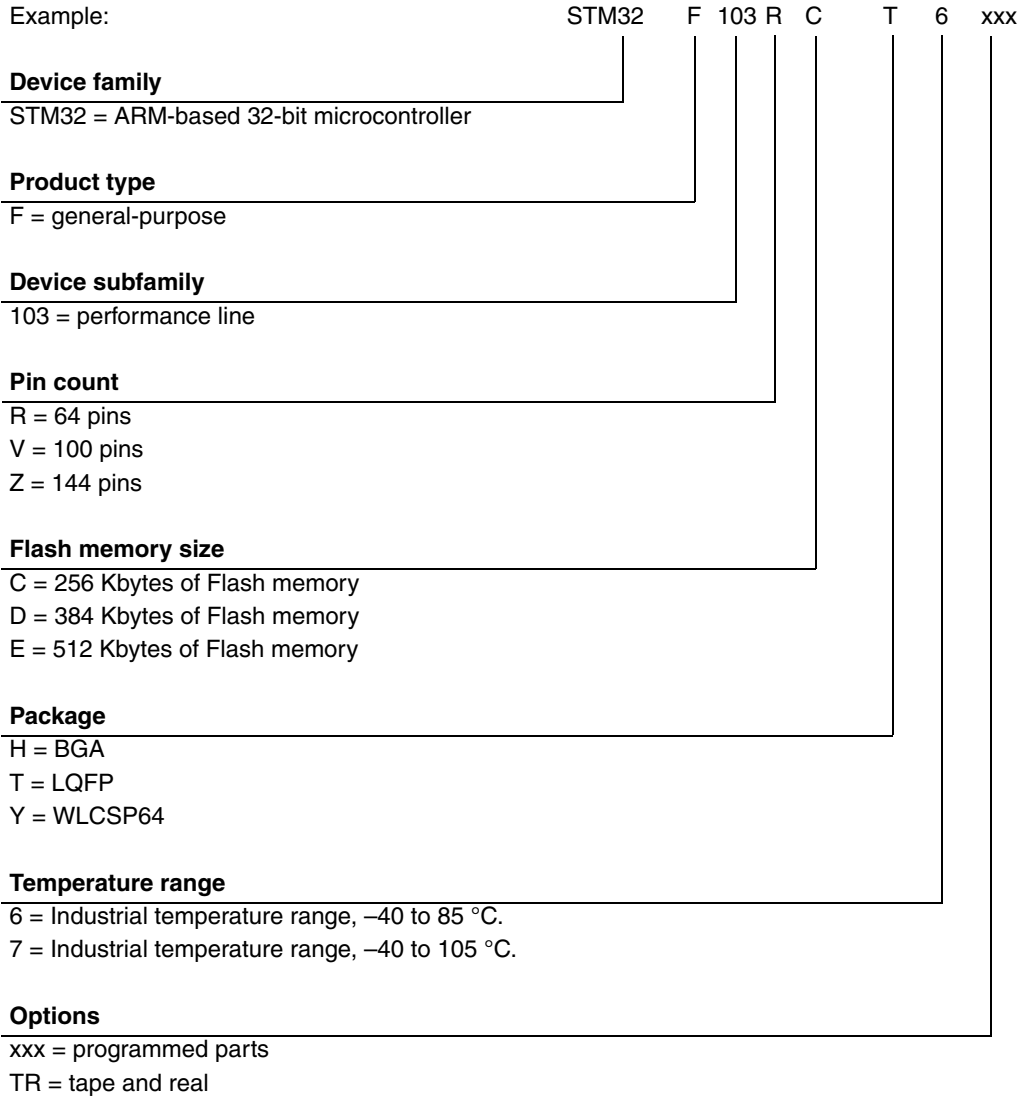 Example: STM32 F 103 R C T 6 xxx
Device family
STM32 = ARM-based 32-bit microcontroller
Product type
F = general-purpose
Device subfamily
103 = performance line
Pin count
R = 64 pins
V = 100 pins
Z = 144 pins
Flash memory size
C = 256 Kbytes of Flash memory
D = 384 Kbytes of Flash memory
E = 512 Kbytes of Flash memory
Package
H = BGA
T = LQFP
Y = WLCSP64
Temperature range
6 = Industrial temperature range, –40 to 85 °C.
7 = Industrial temperature range, –40 to 105 °C.
Options
xxx = programmed parts
TR = tape and real